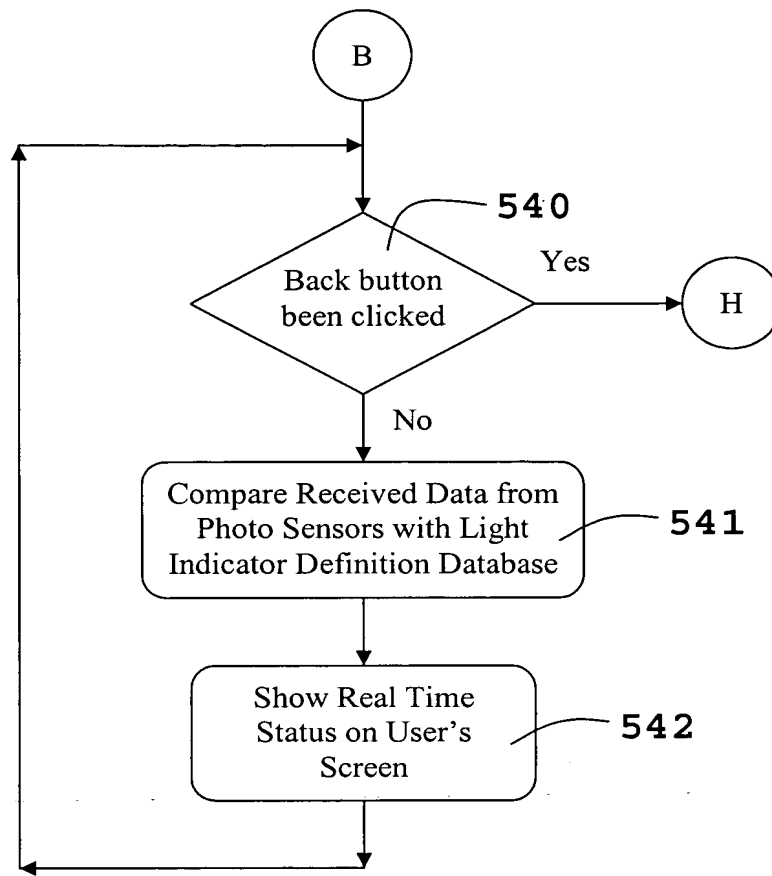 B
540
Yes
Back button
been clicked
H
No
Compare Received Data from
Photo Sensors with Light
Indicator Definition Database
541
Show Real Time
Status on User's
Screen
542